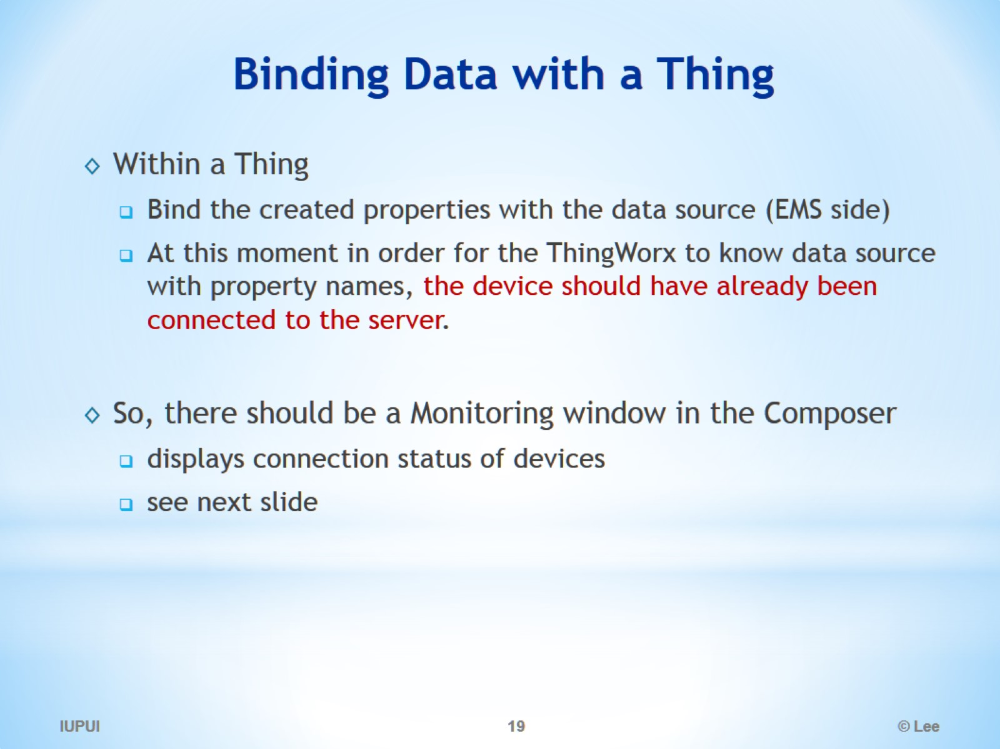 Binding Data with a Thing
Within a Thing
Bind the created properties with the data source (EMS side)
At this moment in order for the ThingWorx to know data source
with property names, the device should have already been
connected to the server.
So, there should be a Monitoring window in the Composer
displays connection status of devices
see next slide
IUPUI
19
© Lee